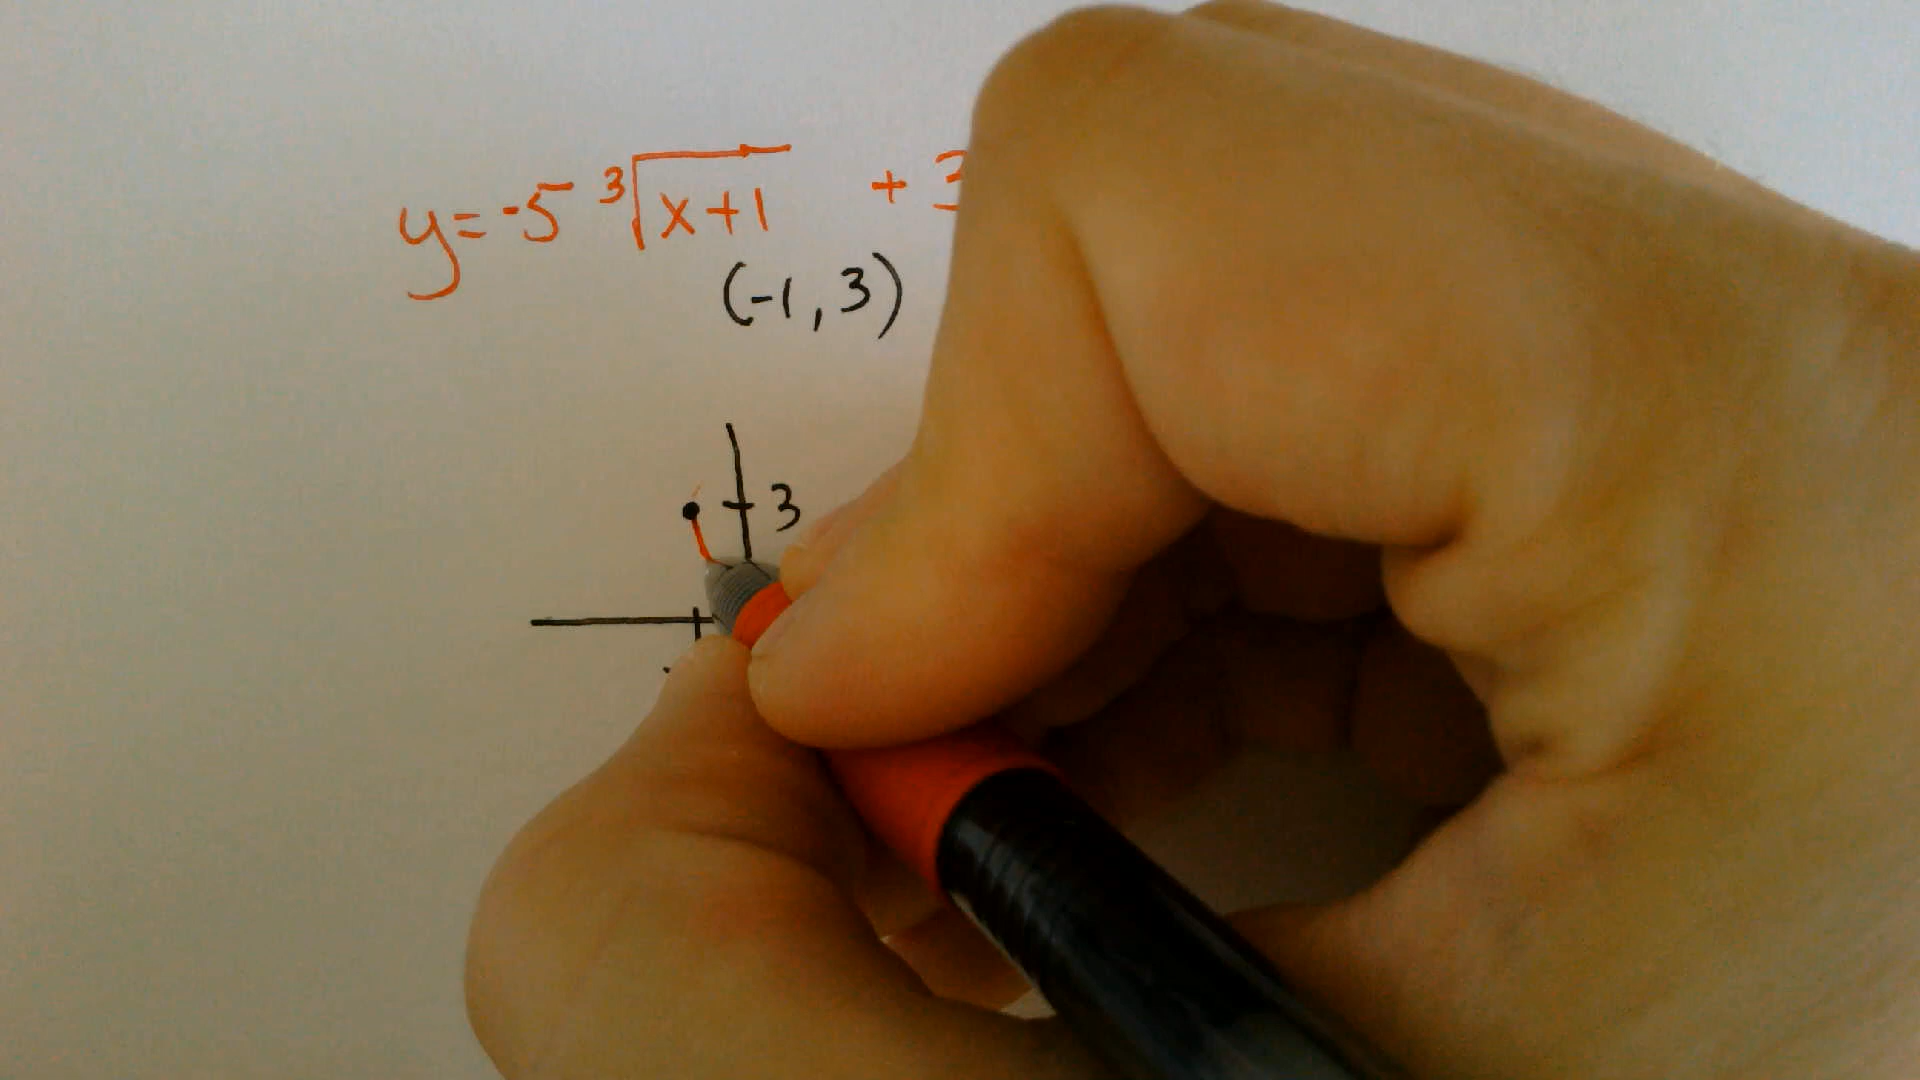 y = -5 ∛(x+1) + 3
(-1, 3)
3